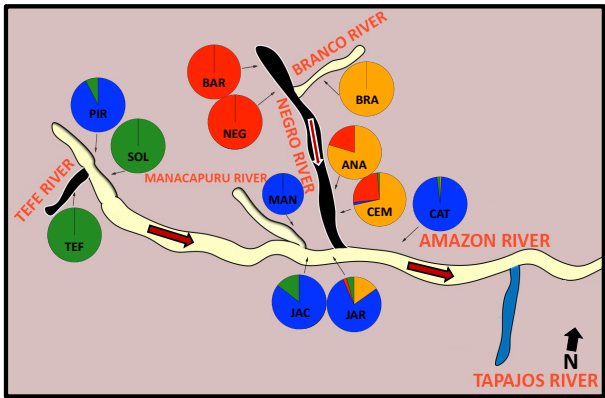 BRANCO RIVER
BAR
BRA
PIR
NEG
NEGRO RIVER
SOL
ANA
TEFE RIVER
MANACAPURU RIVER
MAN
CEM
CAT
TEF
AMAZON RIVER
JAC
JAR
N
TAPAJOS RIVER